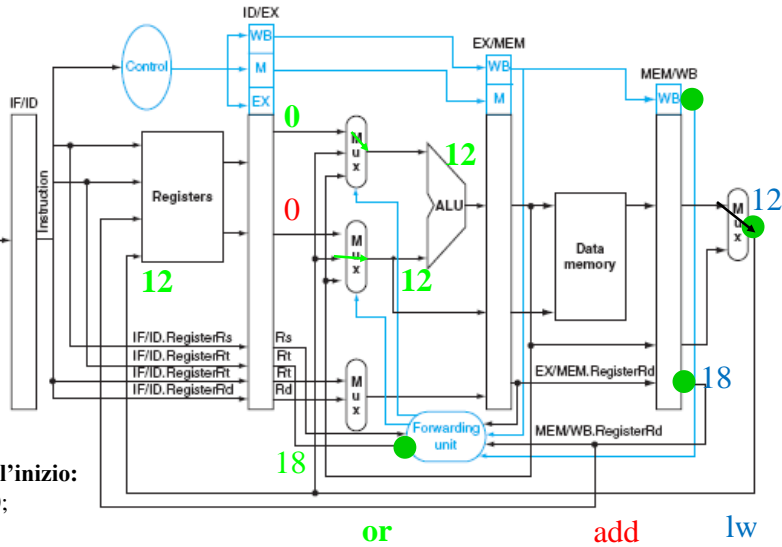 ID/EX
WB
EX/MEM
Control
M
WB
MEM/WB
IF/ID
EX
M
WB
0
M
u
x
12
Instruction
Registers
ALU
0
M
u
x
12
M
u
x
Data
memory
12
12
IF/ID.RegisterRs
Rs
IF/ID.RegisterRt
Rt
IF/ID.RegisterRt
Rt
IF/ID.RegisterRd
Rd
M
u
x
EX/MEM.RegisterRd
18
Forwarding
unit
MEM/WB.RegisterRd
18
l'inizio:
;
or
add
lw